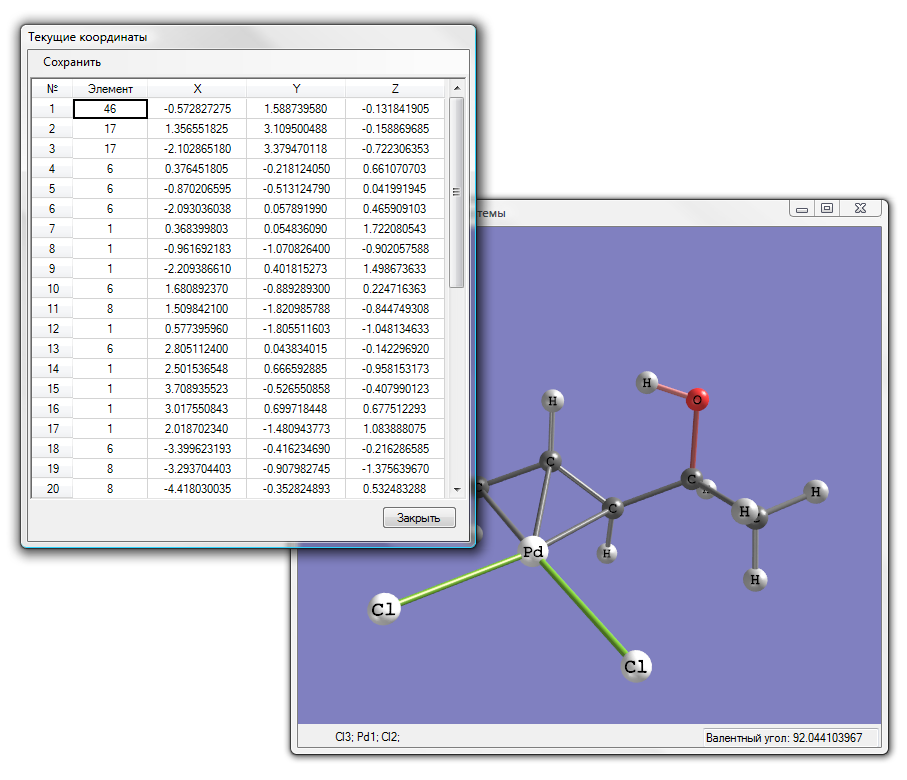 Текущие координаты
Сохранить
№ Элемент X Y Z
1 46 -0.572827275 1.588739580 -0.131841905
2 17 1.356551825 3.109500488 -0.158869685
3 17 -2.102865180 3.379470118 -0.722306353
4 6 0.376451805 -0.218124050 0.661070703
5 6 -0.870206595 -0.513124790 0.041991945
6 6 -2.093036038 0.057891990 0.465909103
7 1 0.368399803 0.054836090 1.722080543
8 1 -0.961692183 -1.070826400 -0.902057588
9 1 -2.209386610 0.401815273 1.498673633
10 6 1.680892370 -0.889289300 0.224716363
11 8 1.509842100 -1.820985788 -0.844749308
12 1 0.577395960 -1.805511603 -1.048134633
13 6 2.805112400 0.043834015 -0.142296920
14 1 2.501536548 0.666592885 -0.958153173
15 1 3.708935523 -0.526550858 -0.407990123
16 1 3.017550843 0.699718448 0.677512293
17 1 2.018702340 -1.480943773 1.083888075
18 6 -3.399623193 -0.416234690 -0.216286585
19 8 -3.293704403 -0.907982745 -1.375639670
20 8 -4.418030035 -0.352824893 0.532483288
Закрыть
темы
H
O
H
C
C
H
H
H
C
C
H
Pd
H
Cl
Cl
Cl3; Pd1; Cl2;
Валентный угол: 92.044103967